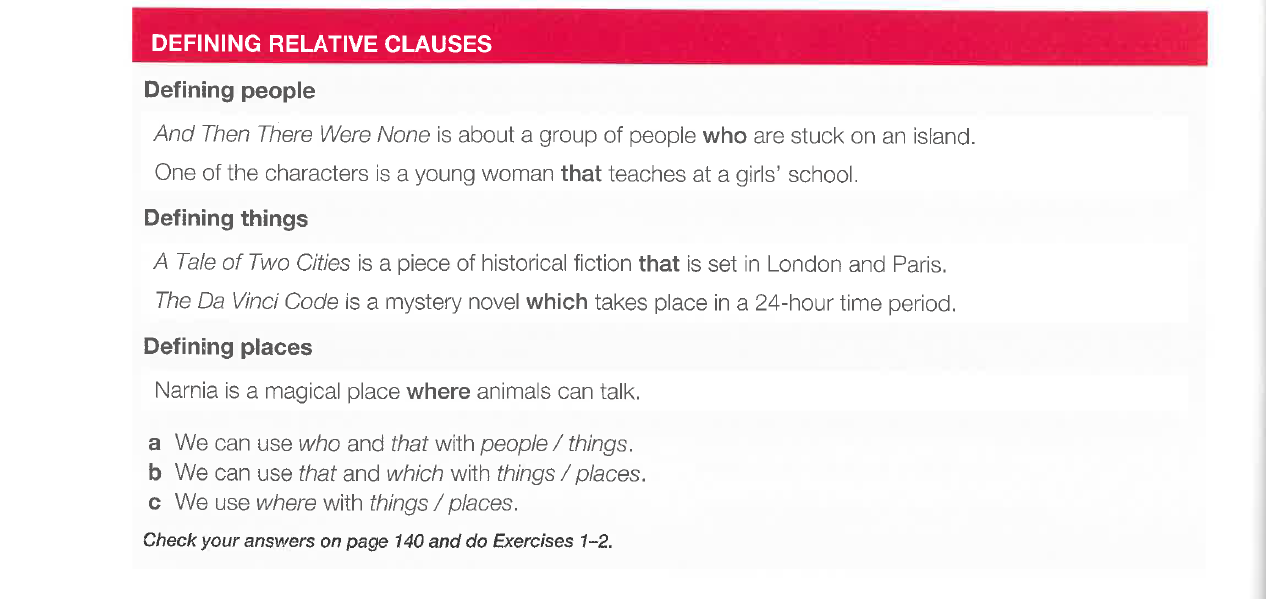 DEFINING RELATIVE CLAUSES
Defining people
And Then There Were None is about a group of people who are stuck on an island.
One of the characters is a young woman that teaches at a girls' school.
Defining things
A Tale of Two Cities is a piece of historical fiction that is set in London and Paris.
The Da Vinci Code is a mystery novel which takes place in a 24-hour time period.
Defining places
Narnia is a magical place where animals can talk.
a We can use who and that with people / things.
b We can use that and which with things / places.
c We use where with things / places.
Check your answers on page 140 and do Exercises 1–2.